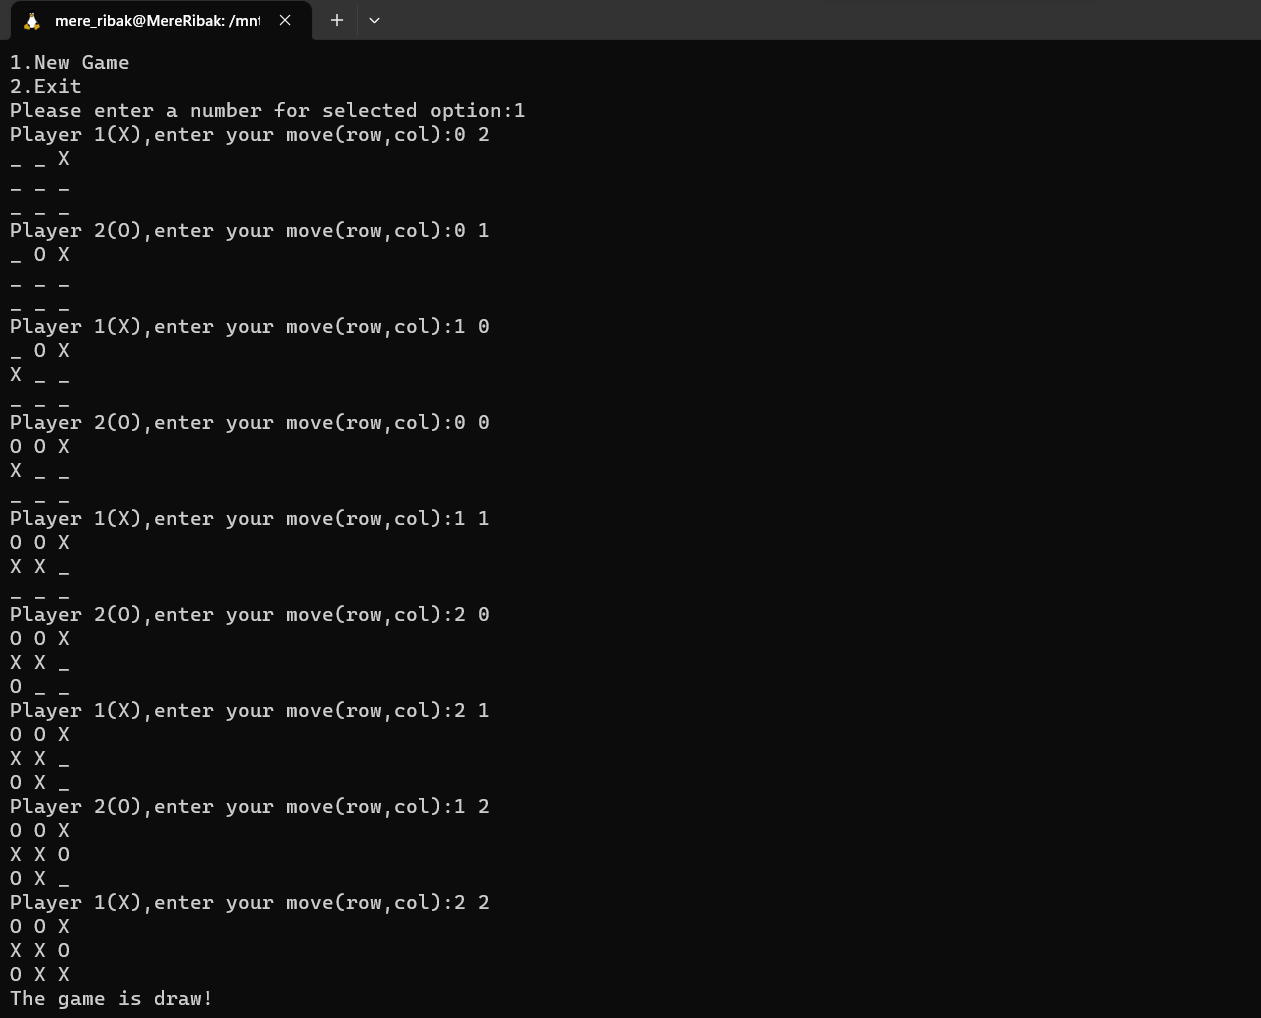 mere_ribak@MereRibak: /mnt
1.New Game
2.Exit
Please enter a number for selected option:1
Player 1(X),enter your move(row,col):0 2
_ _ X
_ _ _
_ _ _
Player 2(O),enter your move(row,col):0 1
_ O X
_ _ _
_ _ _
Player 1(X),enter your move(row,col):1 0
_ O X
X _ _
_ _ _
Player 2(O),enter your move(row,col):0 0
O O X
X _ _
_ _ _
Player 1(X),enter your move(row,col):1 1
O O X
X X _
_ _ _
Player 2(O),enter your move(row,col):2 0
O O X
X X _
O _ _
Player 1(X),enter your move(row,col):2 1
O O X
X X _
O X _
Player 2(O),enter your move(row,col):1 2
O O X
X X O
O X _
Player 1(X),enter your move(row,col):2 2
O O X
X X O
O X X
The game is draw!